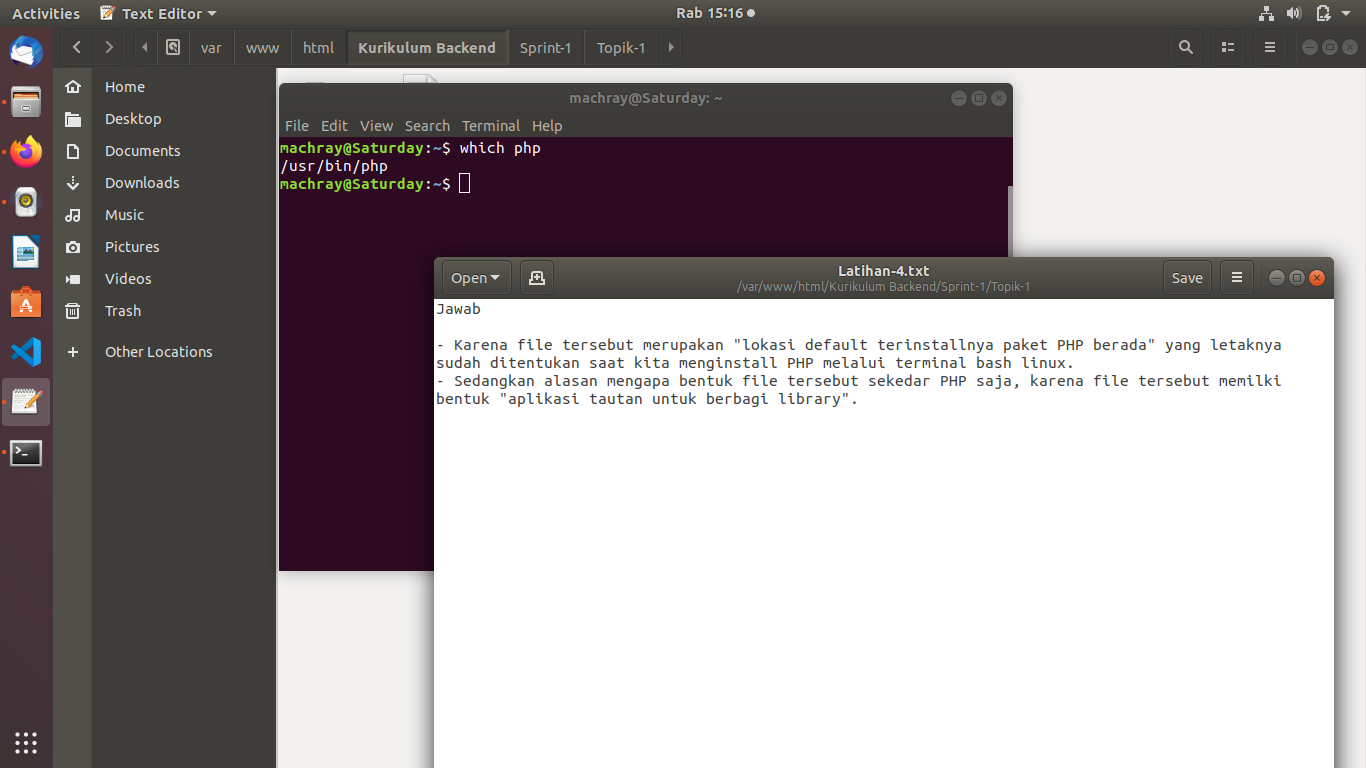 Activities
Text Editor
Rab 15:16
var
www
html
Kurikulum Backend
Sprint-1
Topik-1
Home
Desktop
Documents
Downloads
Music
Pictures
Videos
Trash
Other Locations
machray@Saturday: ~
File Edit View Search Terminal Help
machray@Saturday:~$ which php
/usr/bin/php
machray@Saturday:~$
Open
Latihan-4.txt
/var/www/html/Kurikulum Backend/Sprint-1/Topik-1
Save
Jawab
- Karena file tersebut merupakan "lokasi default terinstallnya paket PHP berada" yang letaknya
sudah ditentukan saat kita menginstall PHP melalui terminal bash linux.
- Sedangkan alasan mengapa bentuk file tersebut sekedar PHP saja, karena file tersebut memilki
bentuk "aplikasi tautan untuk berbagi library".